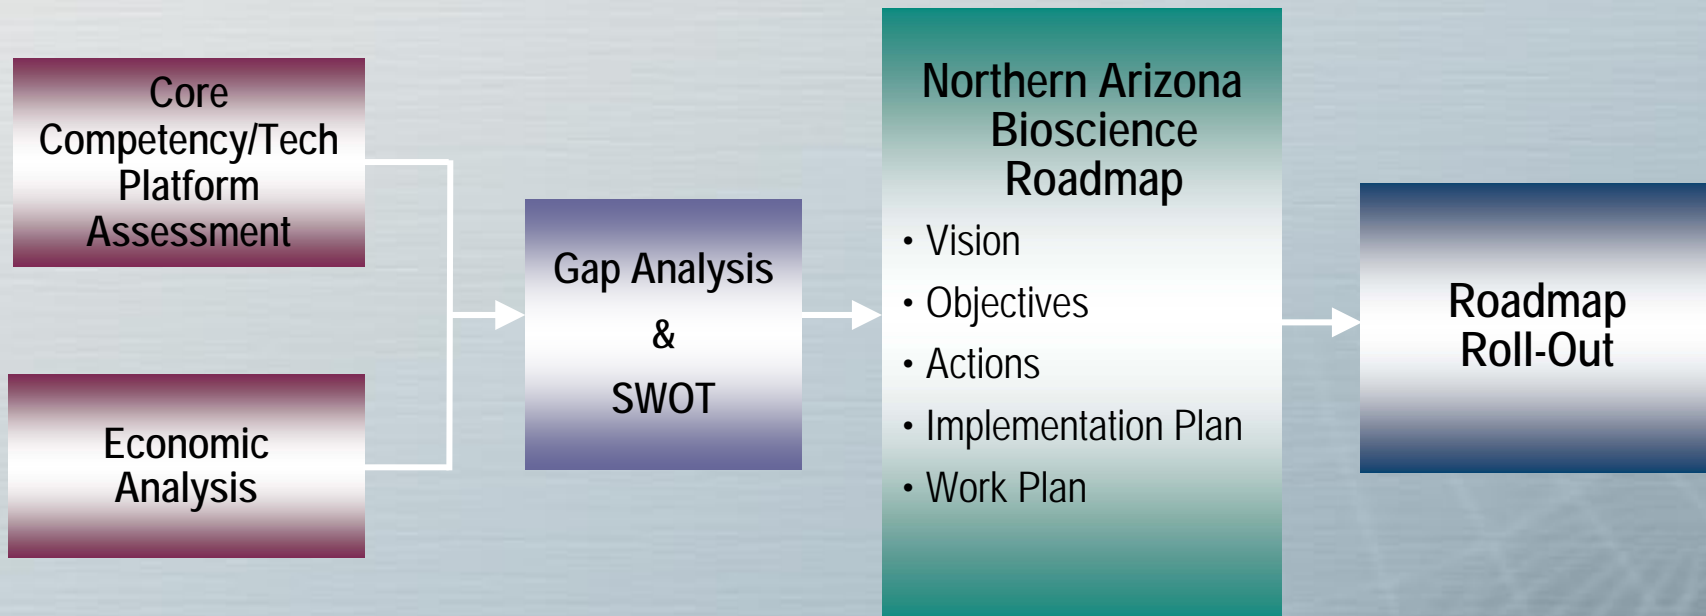 Core
Competency/Tech
Platform
Assessment
Economic
Analysis
Gap Analysis
&
SWOT
Northern Arizona
Bioscience
Roadmap
• Vision
• Objectives
• Actions
• Implementation Plan
• Work Plan
Roadmap
Roll-Out